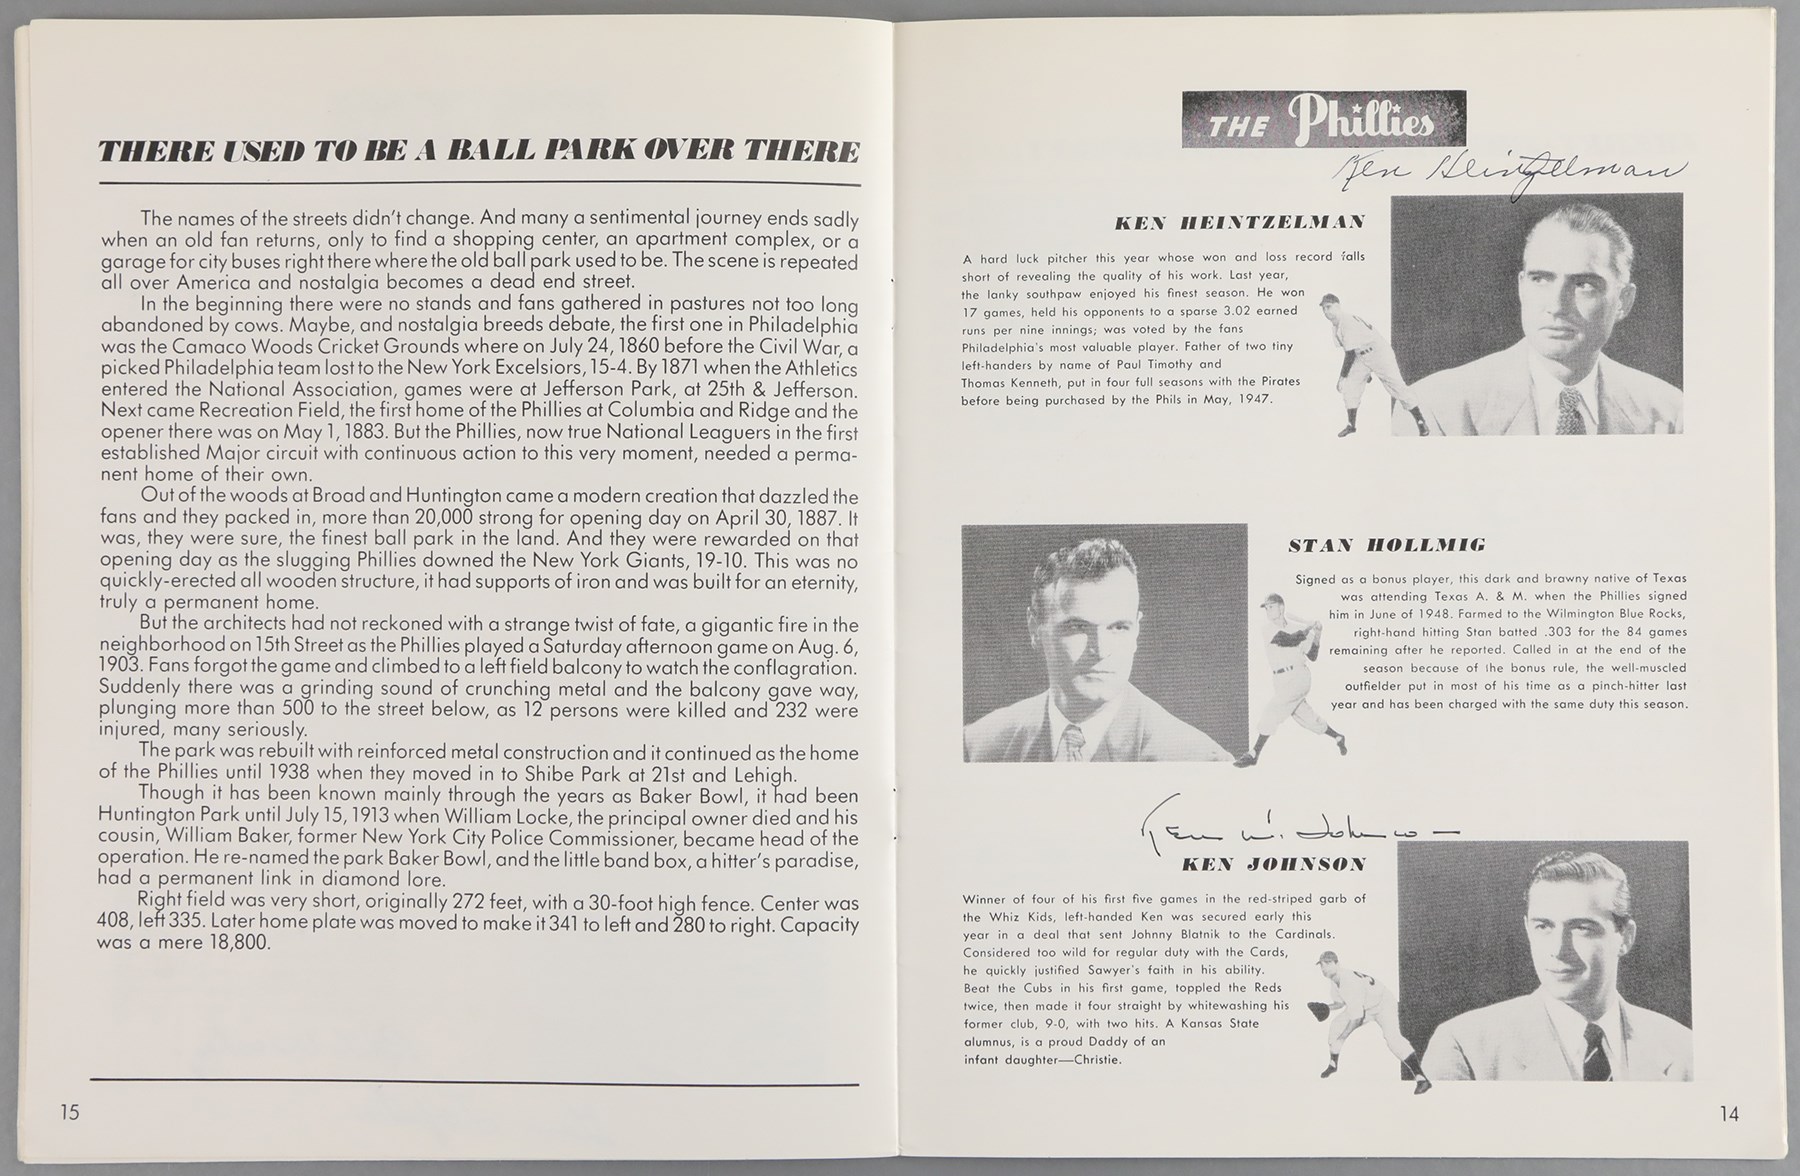 THERE USED TO BE A BALL PARK OVER THERE
The names of the streets didn't change. And many a sentimental journey ends sadly
when an old fan returns, only to find a shopping center, an apartment complex, or a
garage for city buses right there where the old ball park used to be. The scene is repeated
all over America and nostalgia becomes a dead end street.
In the beginning there were no stands and fans gathered in pastures not too long
abandoned by cows. Maybe, and nostalgia breeds debate, the first one in Philadelphia
was the Camaco Woods Cricket Grounds where on July 24, 1860 before the Civil War, a
picked Philadelphia team lost to the New York Excelsiors, 15-4. By 1871 when the Athletics
entered the National Association, games were at Jefferson Park, at 25th & Jefferson.
Next came Recreation Field, the first home of the Phillies at Columbia and Ridge and the
opener there was on May 1, 1883. But the Phillies, now true National Leaguers in the first
established Major circuit with continuous action to this very moment, needed a perma-
nent home of their own.
Out of the woods at Broad and Huntington came a modern creation that dazzled the
fans and they packed in, more than 20,000 strong for opening day on April 30, 1887. It
was, they were sure, the finest ball park in the land. And they were rewarded on that
opening day as the slugging Phillies downed the New York Giants, 19-10. This was no
quickly-erected all wooden structure, it had supports of iron and was built for an eternity,
truly a permanent home.
But the architects had not reckoned with a strange twist of fate, a gigantic fire in the
neighborhood on 15th Street as the Phillies played a Saturday afternoon game on Aug. 6,
1903. Fans forgot the game and climbed to a left field balcony to watch the conflagration.
Suddenly there was a grinding sound of crunching metal and the balcony gave way,
plunging more than 500 to the street below, as 12 persons were killed and 232 were
injured, many seriously.
The park was rebuilt with reinforced metal construction and it continued as the home
of the Phillies until 1938 when they moved in to Shibe Park at 21st and Lehigh.
Though it has been known mainly through the years as Baker Bowl, it had been
Huntington Park until July 15, 1913 when William Locke, the principal owner died and his
cousin, William Baker, former New York City Police Commissioner, became head of the
operation. He re-named the park Baker Bowl, and the little band box, a hitter's paradise,
had a permanent link in diamond lore.
Right field was very short, originally 272 feet, with a 30-foot high fence. Center was
408, left 335. Later home plate was moved to make it 341 to left and 280 to right. Capacity
was a mere 18,800.
15
THE Phillies
Ken Heintzelman
KEN HEINTZELMAN
A hard luck pitcher this year whose won and loss record falls
short of revealing the quality of his work. Last year,
the lanky southpaw enjoyed his finest season. He won
17 games, held his opponents to a sparse 3.02 earned
runs per nine innings; was voted by the fans
Philadelphia's most valuable player. Father of two tiny
left-handers by name of Paul Timothy and
Thomas Kenneth, put in four full seasons with the Pirates
before being purchased by the Phils in May, 1947.
STAN HOLLMIG
Signed as a bonus player, this dark and brawny native of Texas
was attending Texas A. & M. when the Phillies signed
him in June of 1948. Farmed to the Wilmington Blue Rocks,
right-hand hitting Stan batted .303 for the 84 games
remaining after he reported. Called in at the end of the
season because of the bonus rule, the well-muscled
outfielder put in most of his time as a pinch-hitter last
year and has been charged with the same duty this season.
Ken W. Johnson
KEN JOHNSON
Winner of four of his first five games in the red-striped garb of
the Whiz Kids, left-handed Ken was secured early this
year in a deal that sent Johnny Blatnik to the Cardinals.
Considered too wild for regular duty with the Cards,
he quickly justified Sawyer's faith in his ability.
Beat the Cubs in his first game, toppled the Reds
twice, then made it four straight by whitewashing his
former club, 9-0, with two hits. A Kansas State
alumnus, is a proud Daddy of an
infant daughter—Christie.
14